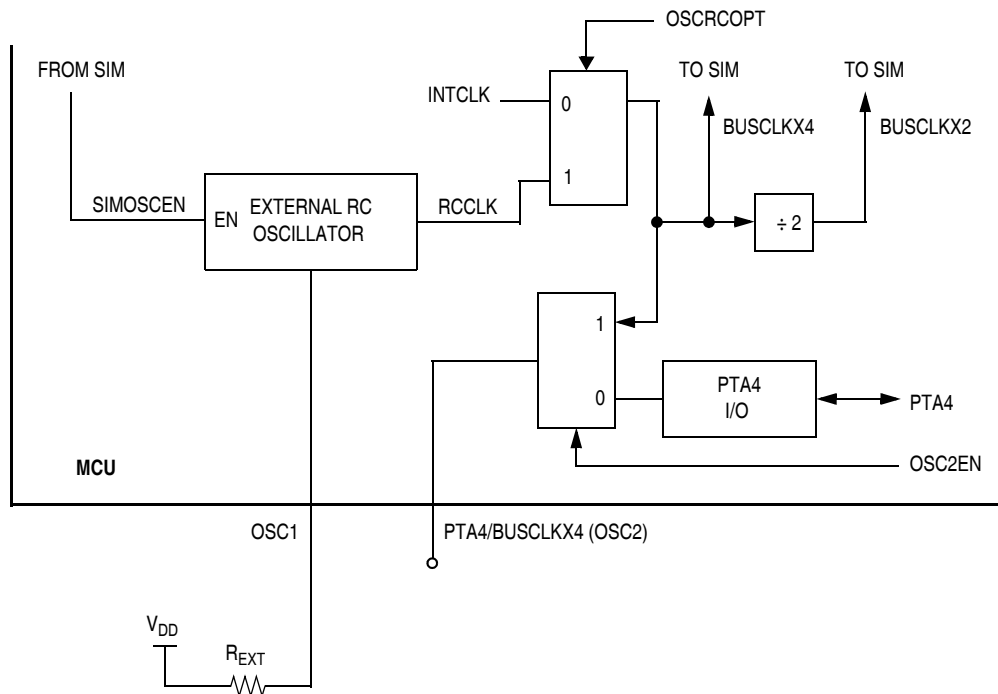 OSCRCOPT
FROM SIM
TO SIM
TO SIM
INTCLK
0
BUSCLKX4
BUSCLKX2
1
SIMOSCEN
EN
EXTERNAL RC
OSCILLATOR
RCCLK
÷ 2
1
0
PTA4
I/O
PTA4
MCU
OSC2EN
OSC1
PTA4/BUSCLKX4 (OSC2)
VDD
REXT